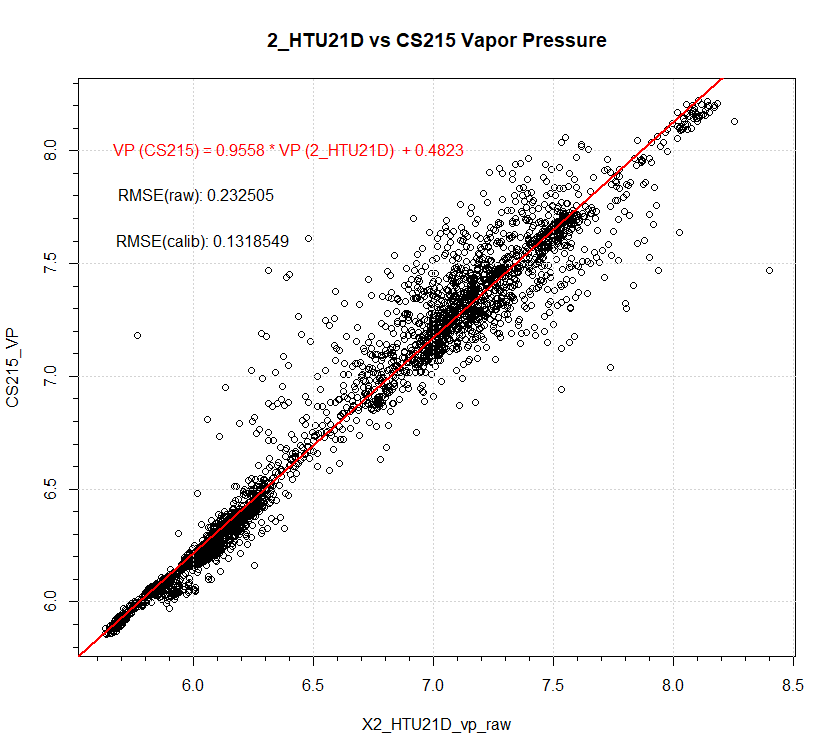 2_HTU21D vs CS215 Vapor Pressure
VP (CS215) = 0.9558 * VP (2_HTU21D)  + 0.4823
RMSE(raw): 0.232505
RMSE(calib): 0.1318549
CS215_VP
8.0
7.5
7.0
6.5
6.0
6.0 6.5 7.0 7.5 8.0 8.5
X2_HTU21D_vp_raw